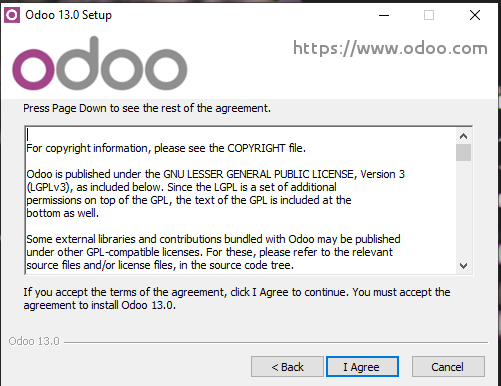 Odoo 13.0 Setup
odoo
https://www.odoo.com
Press Page Down to see the rest of the agreement.
For copyright information, please see the COPYRIGHT file.
Odoo is published under the GNU LESSER GENERAL PUBLIC LICENSE, Version 3
(LGPLv3), as included below. Since the LGPL is a set of additional
permissions on top of the GPL, the text of the GPL is included at the
bottom as well.
Some external libraries and contributions bundled with Odoo may be published
under other GPL-compatible licenses. For these, please refer to the relevant
source files and/or license files, in the source code tree.
If you accept the terms of the agreement, click I Agree to continue. You must accept the
agreement to install Odoo 13.0.
Odoo 13.0
< Back
I Agree
Cancel